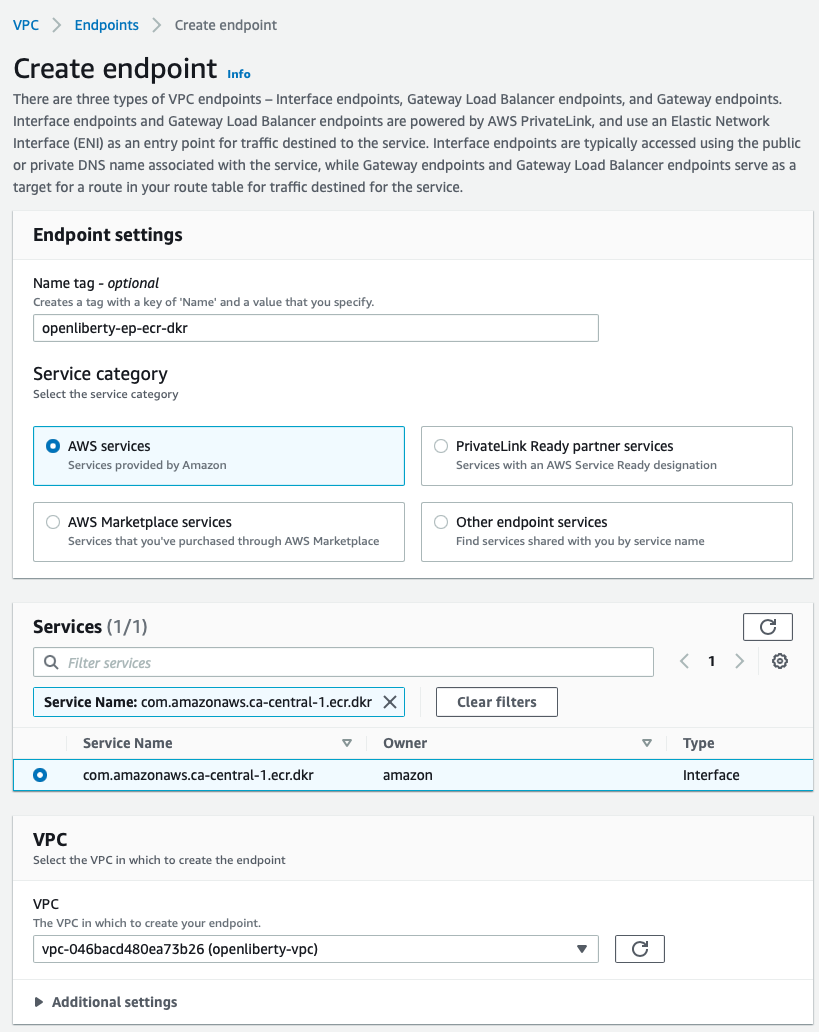 VPC > Endpoints > Create endpoint
Create endpoint Info
There are three types of VPC endpoints – Interface endpoints, Gateway Load Balancer endpoints, and Gateway endpoints.
Interface endpoints and Gateway Load Balancer endpoints are powered by AWS PrivateLink, and use an Elastic Network
Interface (ENI) as an entry point for traffic destined to the service. Interface endpoints are typically accessed using the public
or private DNS name associated with the service, while Gateway endpoints and Gateway Load Balancer endpoints serve as a
target for a route in your route table for traffic destined for the service.
Endpoint settings
Name tag - optional
Creates a tag with a key of 'Name' and a value that you specify.
openliberty-ep-ecr-dkr
Service category
Select the service category
AWS services
Services provided by Amazon
PrivateLink Ready partner services
Services with an AWS Service Ready designation
AWS Marketplace services
Services that you've purchased through AWS Marketplace
Other endpoint services
Find services shared with you by service name
Services (1/1)
Filter services
1
Service Name: com.amazonaws.ca-central-1.ecr.dkr
Clear filters
Service Name Owner Type
com.amazonaws.ca-central-1.ecr.dkr amazon Interface
VPC
Select the VPC in which to create the endpoint
VPC
The VPC in which to create your endpoint.
vpc-046bacd480ea73b26 (openliberty-vpc)
Additional settings